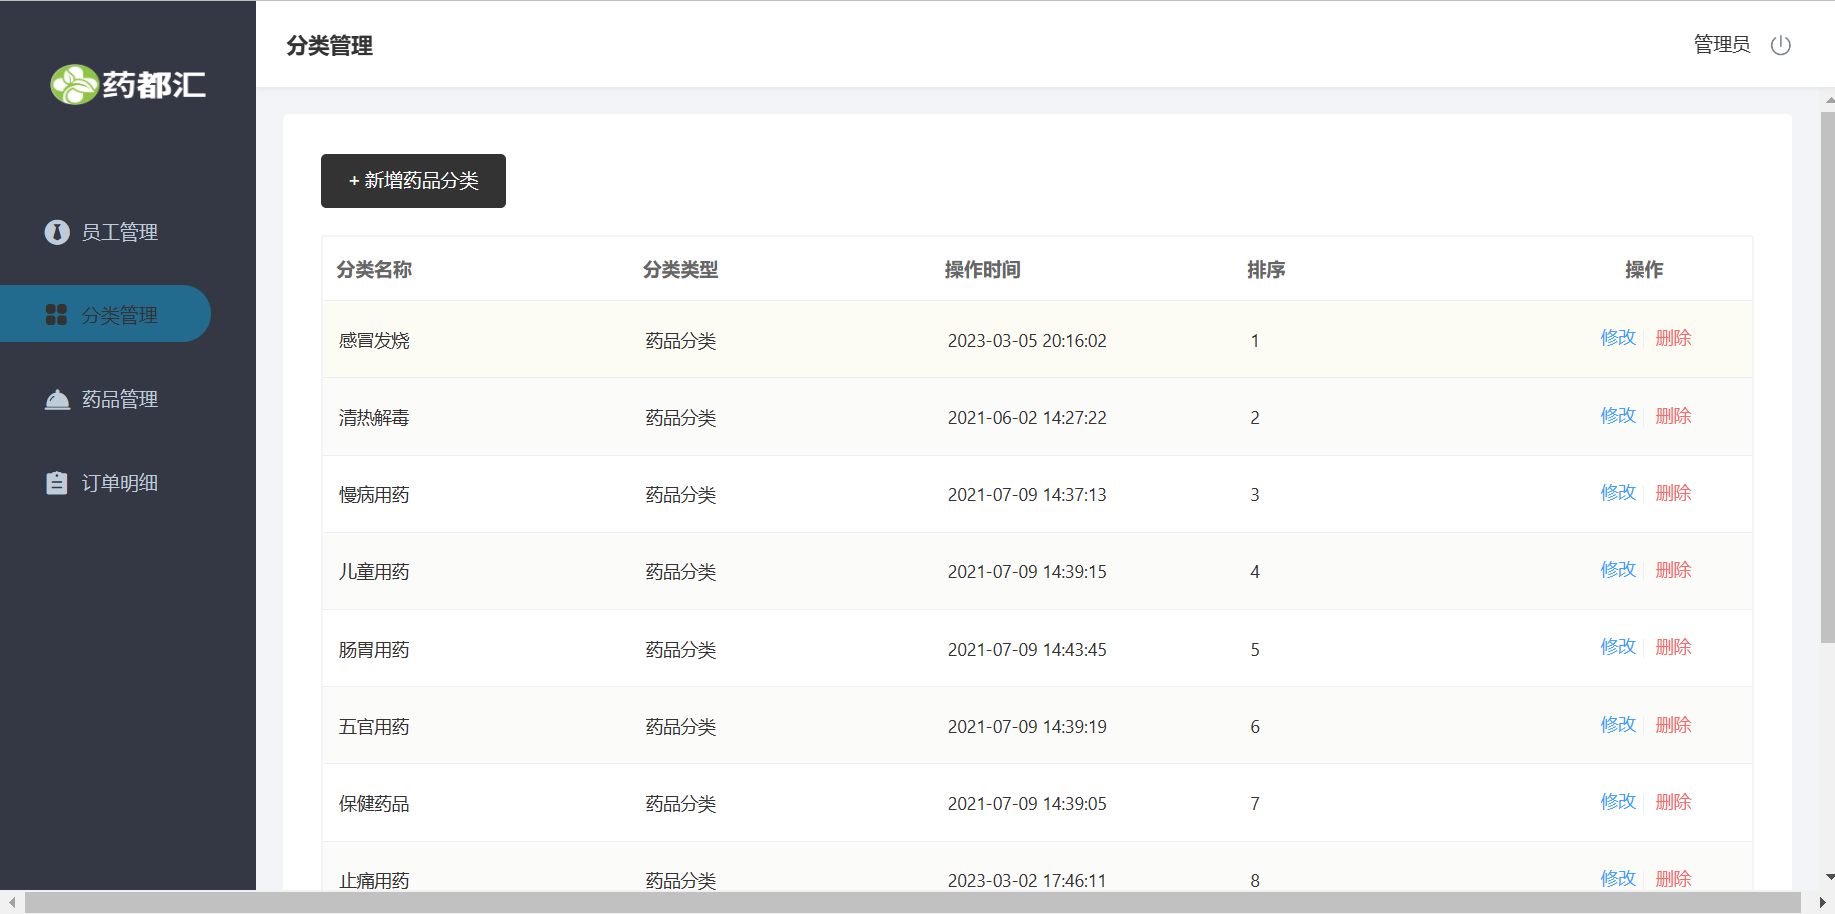 药都汇
分类管理
管理员
员工管理
分类管理
药品管理
订单明细
+ 新增药品分类
分类名称 分类类型 操作时间 排序 操作
感冒发烧 药品分类 2023-03-05 20:16:02 1 修改 删除
清热解毒 药品分类 2021-06-02 14:27:22 2 修改 删除
慢病用药 药品分类 2021-07-09 14:37:13 3 修改 删除
儿童用药 药品分类 2021-07-09 14:39:15 4 修改 删除
肠胃用药 药品分类 2021-07-09 14:43:45 5 修改 删除
五官用药 药品分类 2021-07-09 14:39:19 6 修改 删除
保健药品 药品分类 2021-07-09 14:39:05 7 修改 删除
止痛用药 药品分类 2023-03-02 17:46:11 8 修改 删除